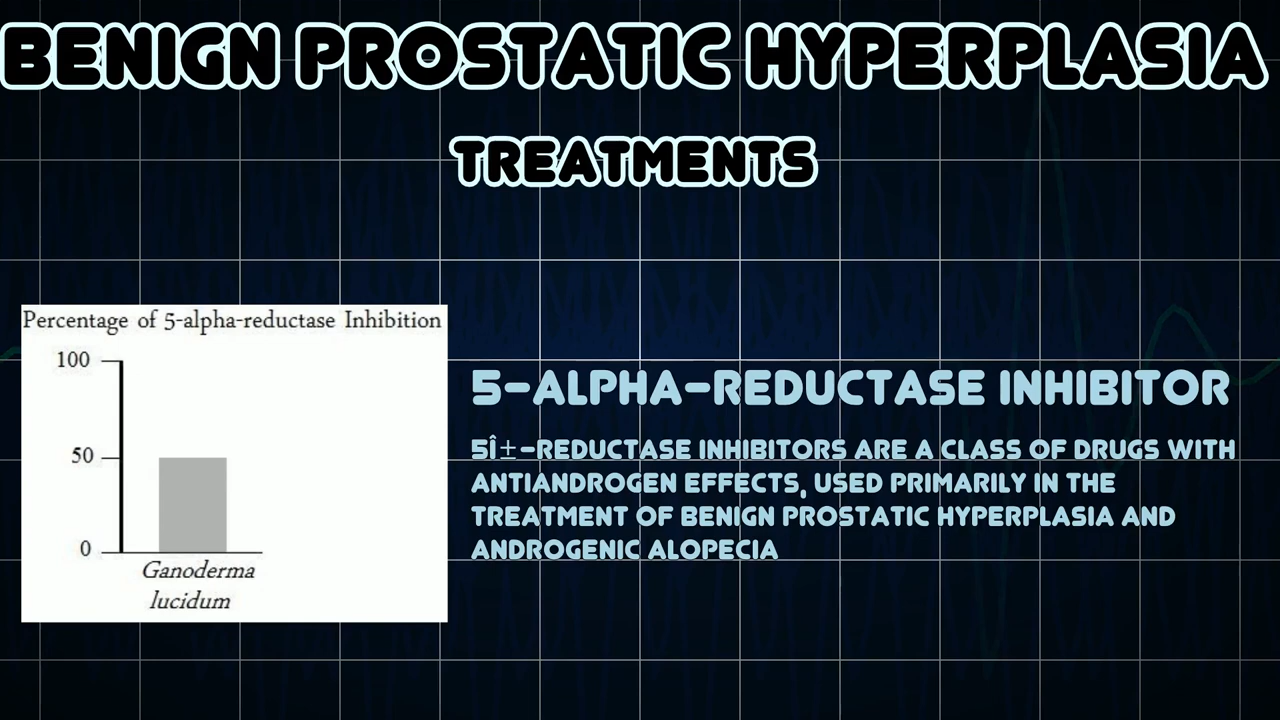 BENIGN PROSTATIC HYPERPLASIA
TREATMENTS
Percentage of 5-alpha-reductase Inhibition
100
50
0
Ganoderma
lucidum
5-ALPHA-REDUCTASE INHIBITOR
5Î±-REDUCTASE INHIBITORS ARE A CLASS OF DRUGS WITH
ANTIANDROGEN EFFECTS, USED PRIMARILY IN THE
TREATMENT OF BENIGN PROSTATIC HYPERPLASIA AND
ANDROGENIC ALOPECIA